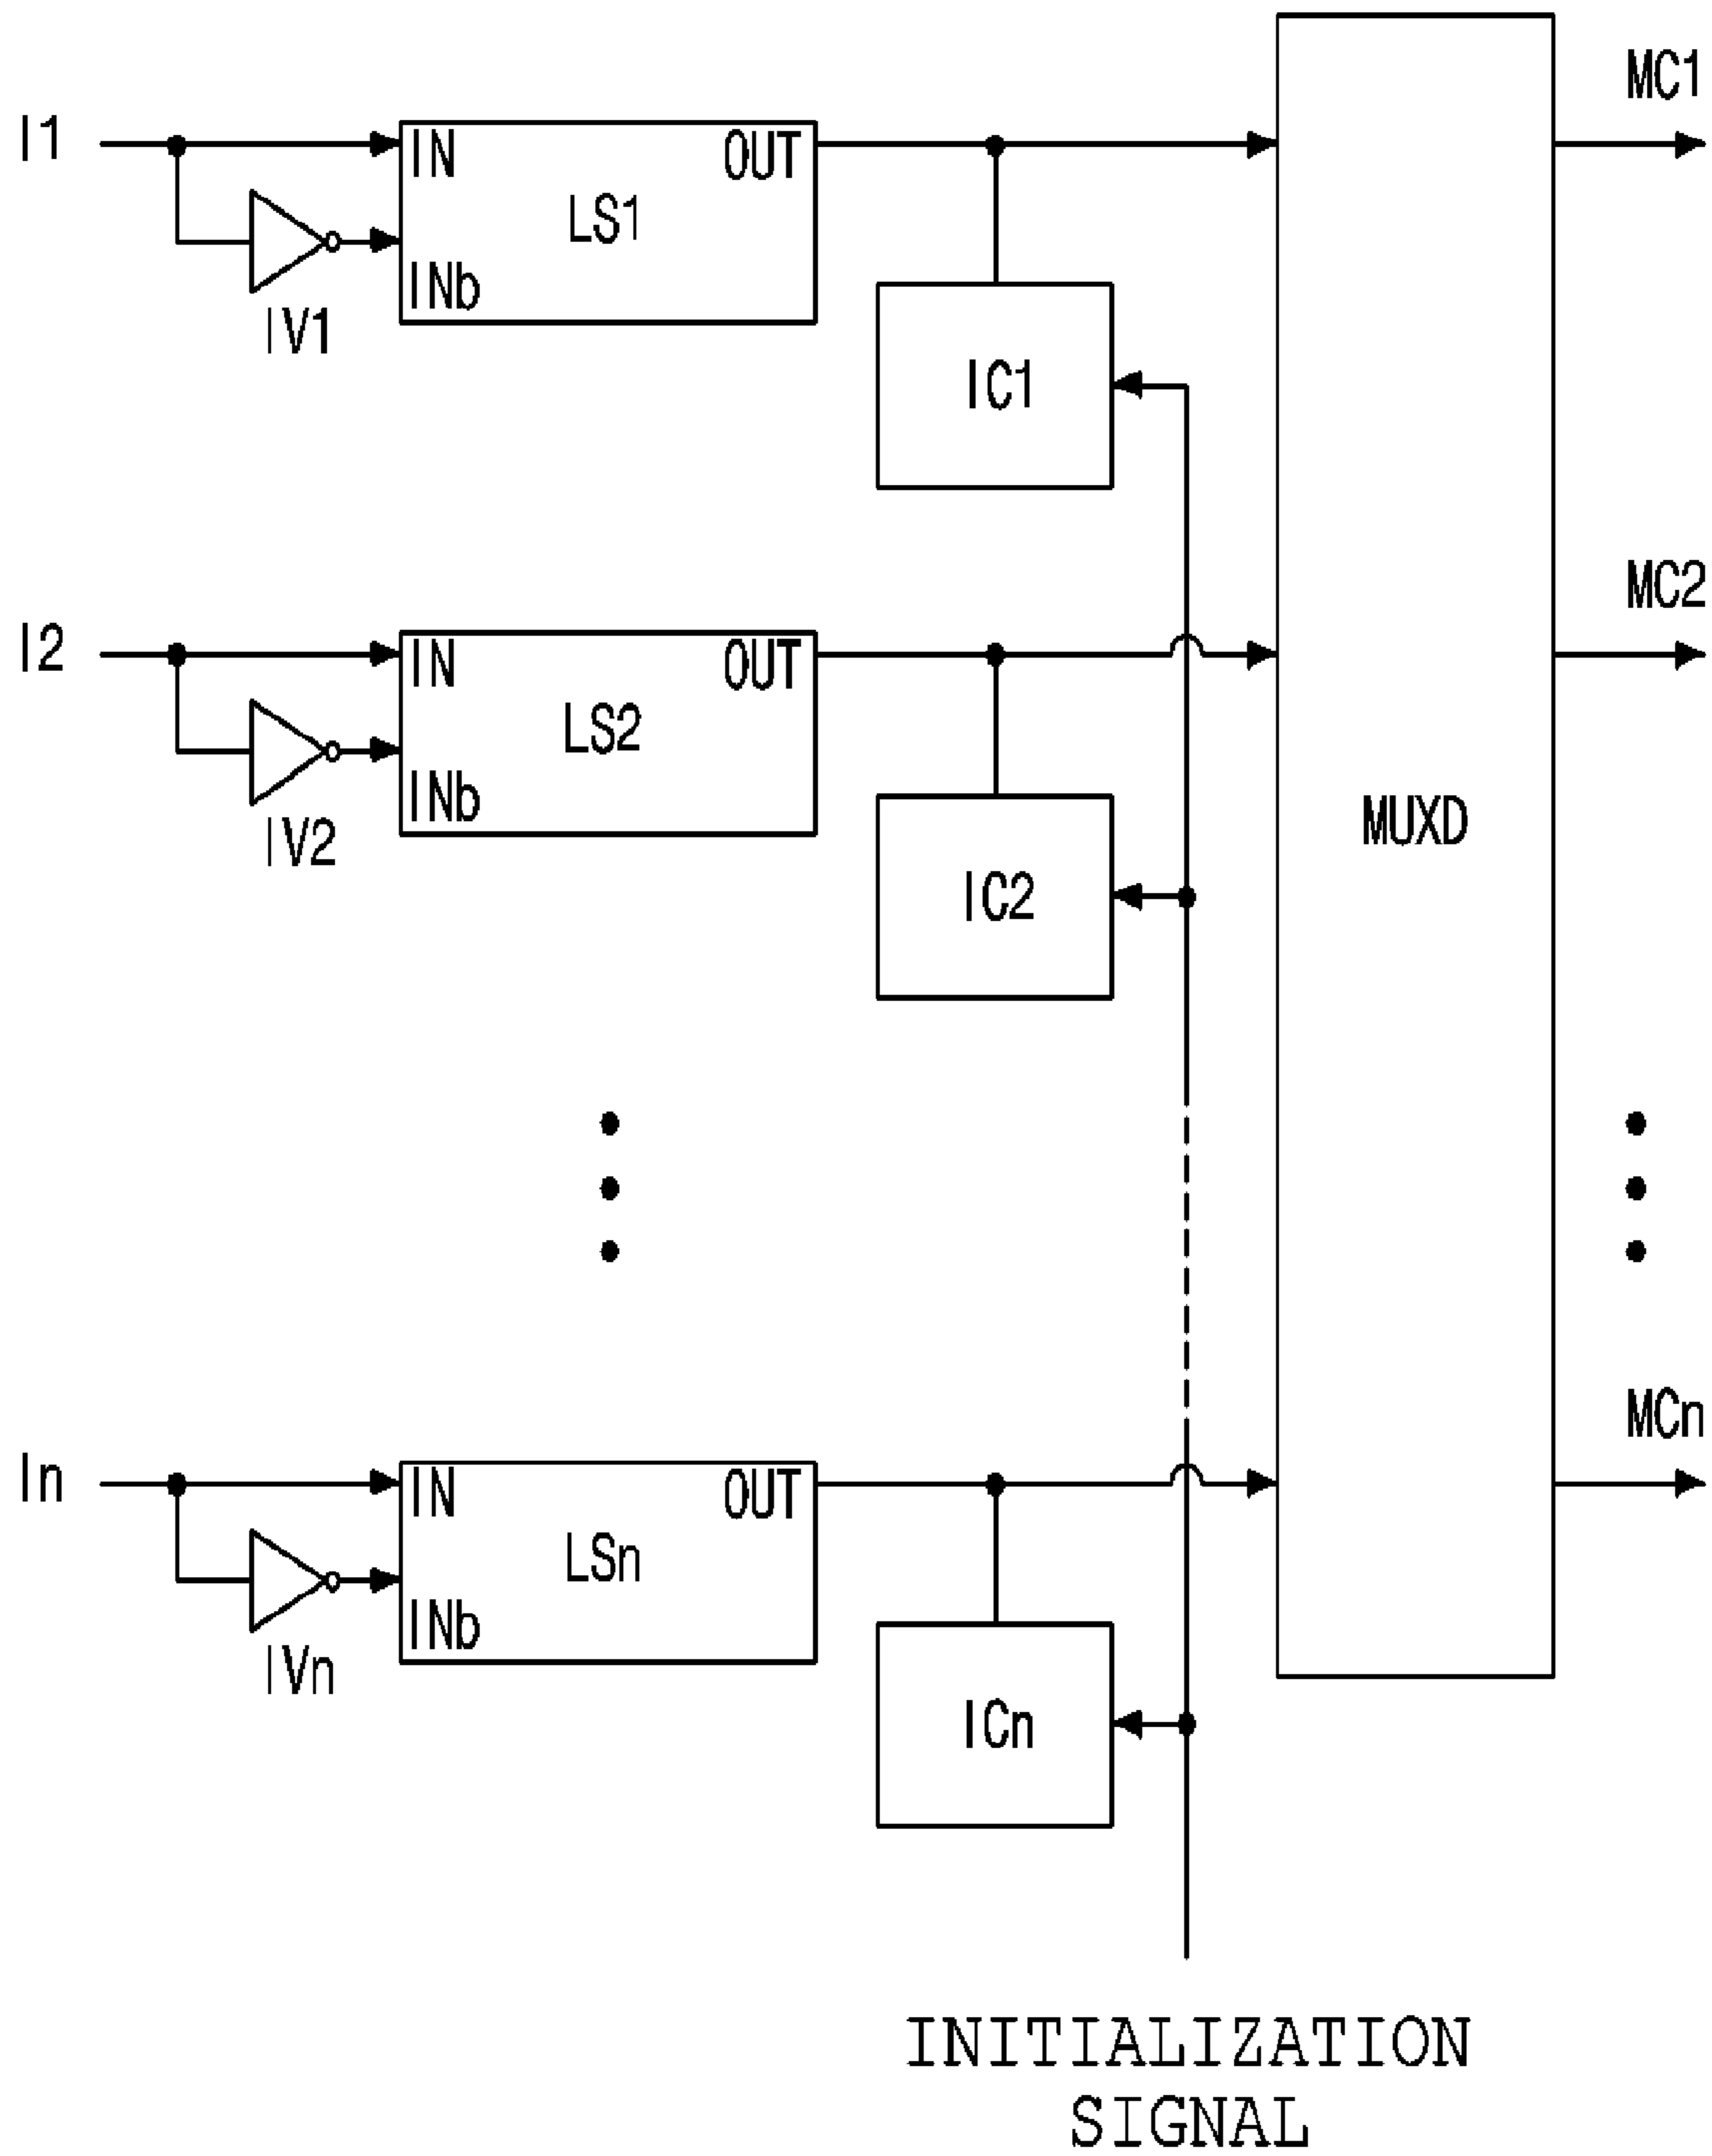 MC1
I1
IN
OUT
LS1
INb
IV1
IC1
MC2
I2
IN
OUT
LS2
INb
IV2
MUXD
IC2
MCn
In
IN
OUT
LSn
INb
IVn
ICn
INITIALIZATION
SIGNAL